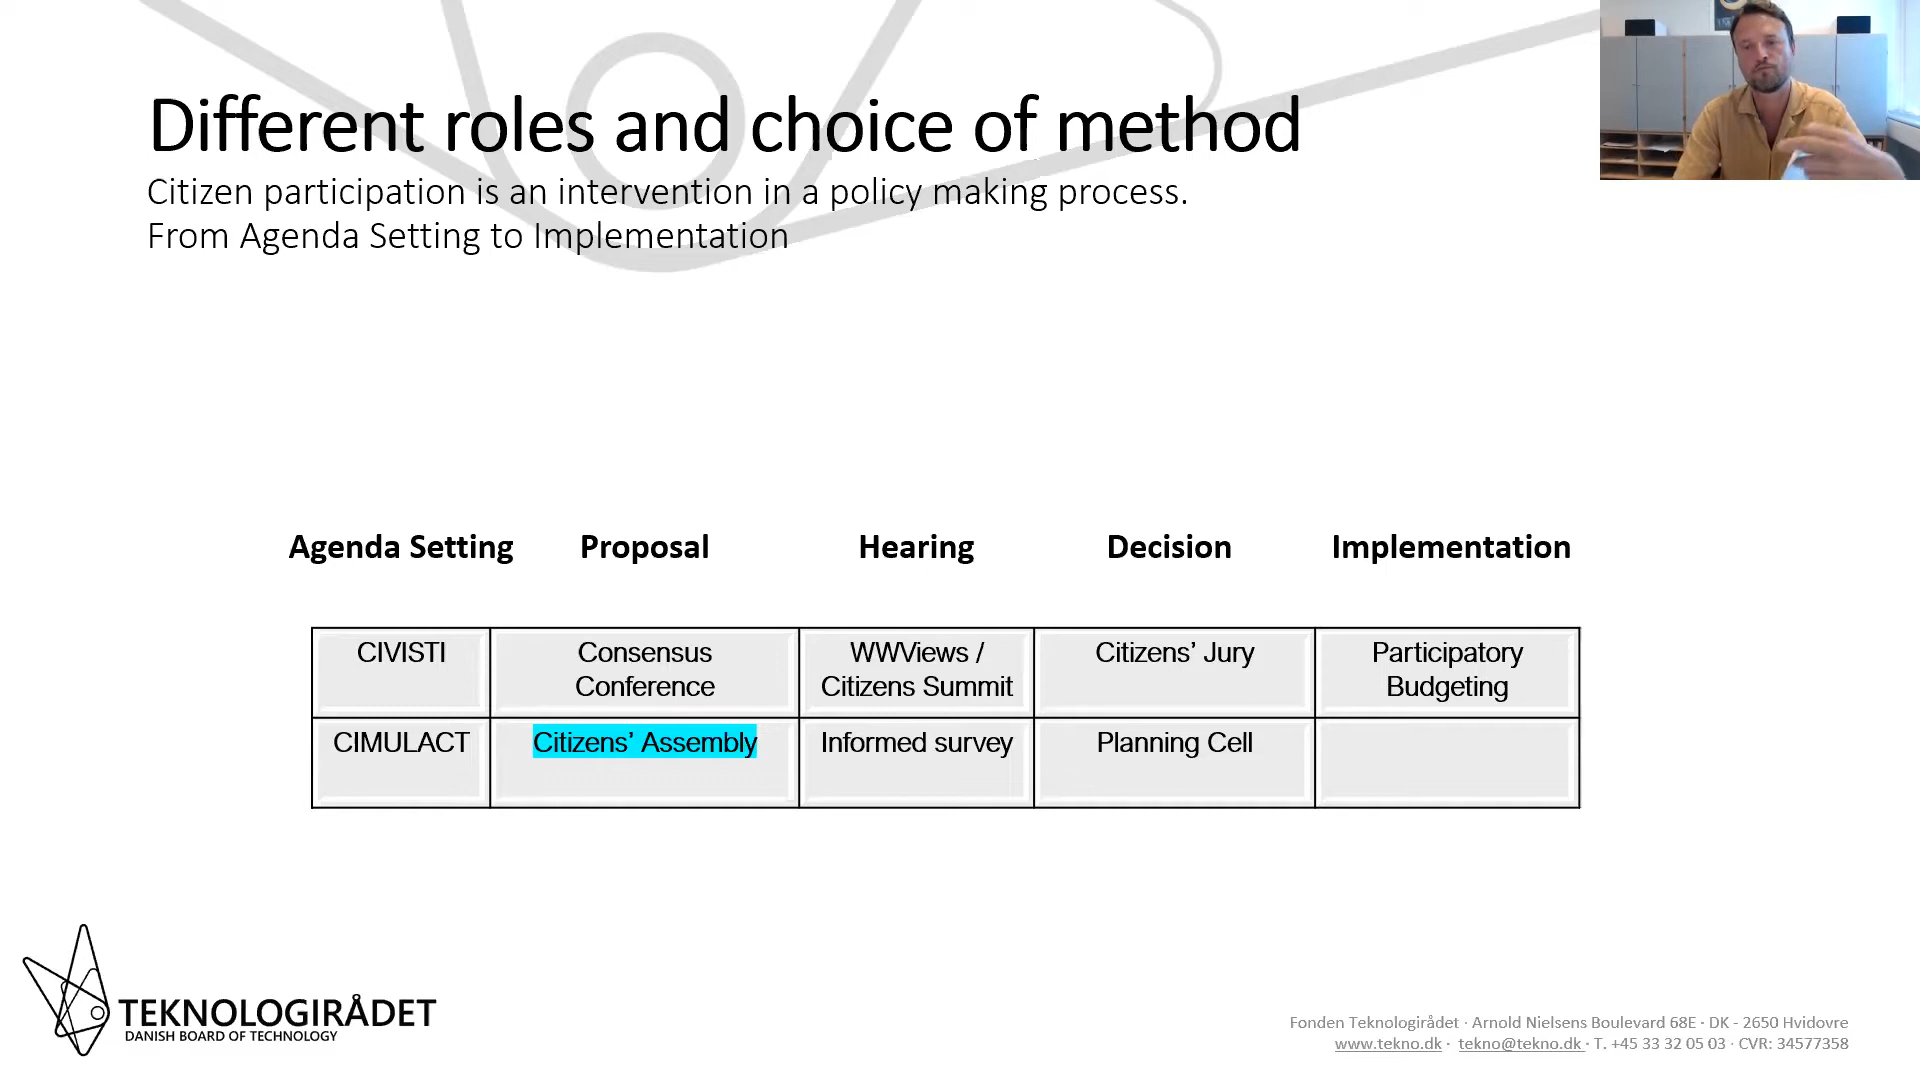 Different roles and choice of method
Citizen participation is an intervention in a policy making process.
From Agenda Setting to Implementation
Agenda Setting Proposal Hearing Decision Implementation
CIVISTI
Consensus
Conference
WWViews /
Citizens Summit
Citizens’ Jury
Participatory
Budgeting
CIMULACT
Citizens’ Assembly
Informed survey
Planning Cell
TEKNOLOGIRÅDET
DANISH BOARD OF TECHNOLOGY
Fonden Teknologirådet · Arnold Nielsens Boulevard 68E · DK - 2650 Hvidovre
www.tekno.dk · tekno@tekno.dk · T. +45 33 32 05 03 · CVR: 34577358